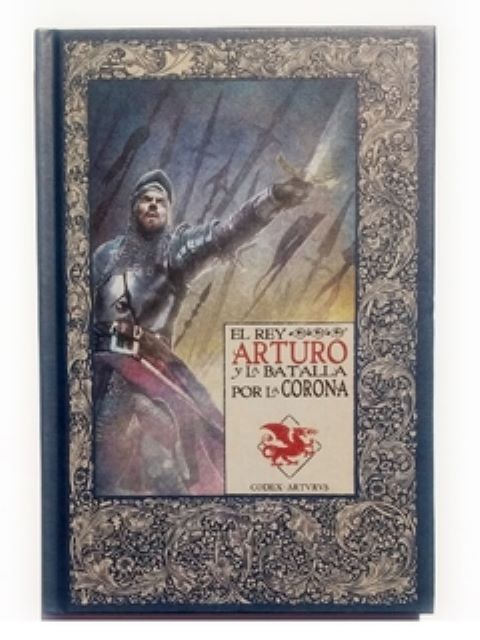 EL REY
ARTURO
Y LA BATALLA
POR LA CORONA
CODEX·ARTVRVS